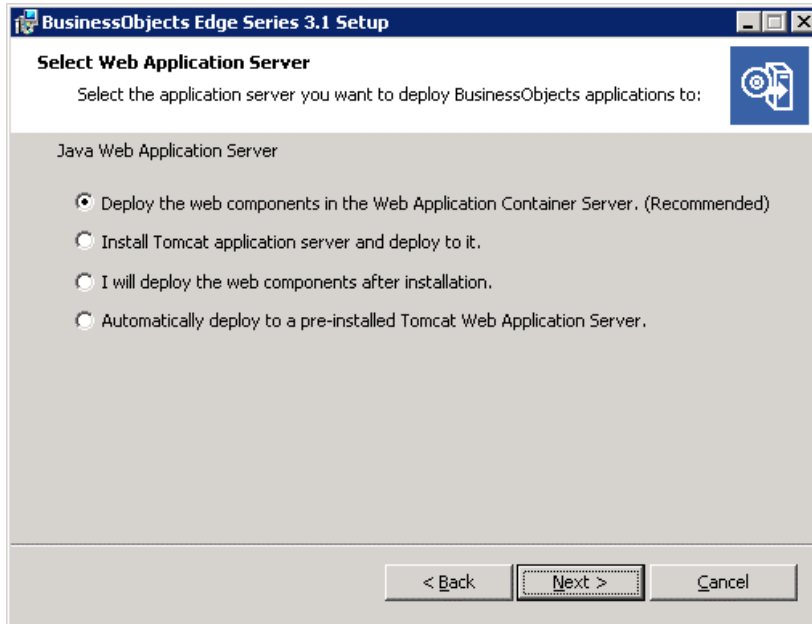 BusinessObjects Edge Series 3.1 Setup
Select Web Application Server
Select the application server you want to deploy BusinessObjects applications to:
Java Web Application Server
Deploy the web components in the Web Application Container Server. (Recommended)
Install Tomcat application server and deploy to it.
I will deploy the web components after installation.
Automatically deploy to a pre-installed Tomcat Web Application Server.
< Back Next > Cancel